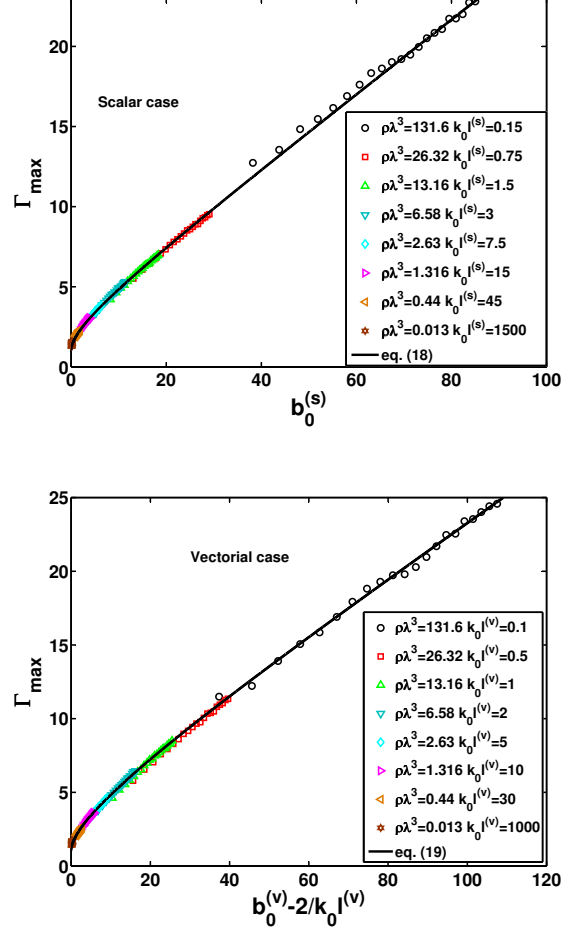 20
15
10
5
0
0
20
40
60
80
100
Γmax
b0(s)
Scalar case
ρλ3=131.6 k0l(s)=0.15
ρλ3=26.32 k0l(s)=0.75
ρλ3=13.16 k0l(s)=1.5
ρλ3=6.58 k0l(s)=3
ρλ3=2.63 k0l(s)=7.5
ρλ3=1.316 k0l(s)=15
ρλ3=0.44 k0l(s)=45
ρλ3=0.013 k0l(s)=1500
eq. (18)
25
20
15
10
5
0
0
20
40
60
80
100
120
Γmax
b0(v)-2/k0l(v)
Vectorial case
ρλ3=131.6 k0l(v)=0.1
ρλ3=26.32 k0l(v)=0.5
ρλ3=13.16 k0l(v)=1
ρλ3=6.58 k0l(v)=2
ρλ3=2.63 k0l(v)=5
ρλ3=1.316 k0l(v)=10
ρλ3=0.44 k0l(v)=30
ρλ3=0.013 k0l(v)=1000
eq. (19)